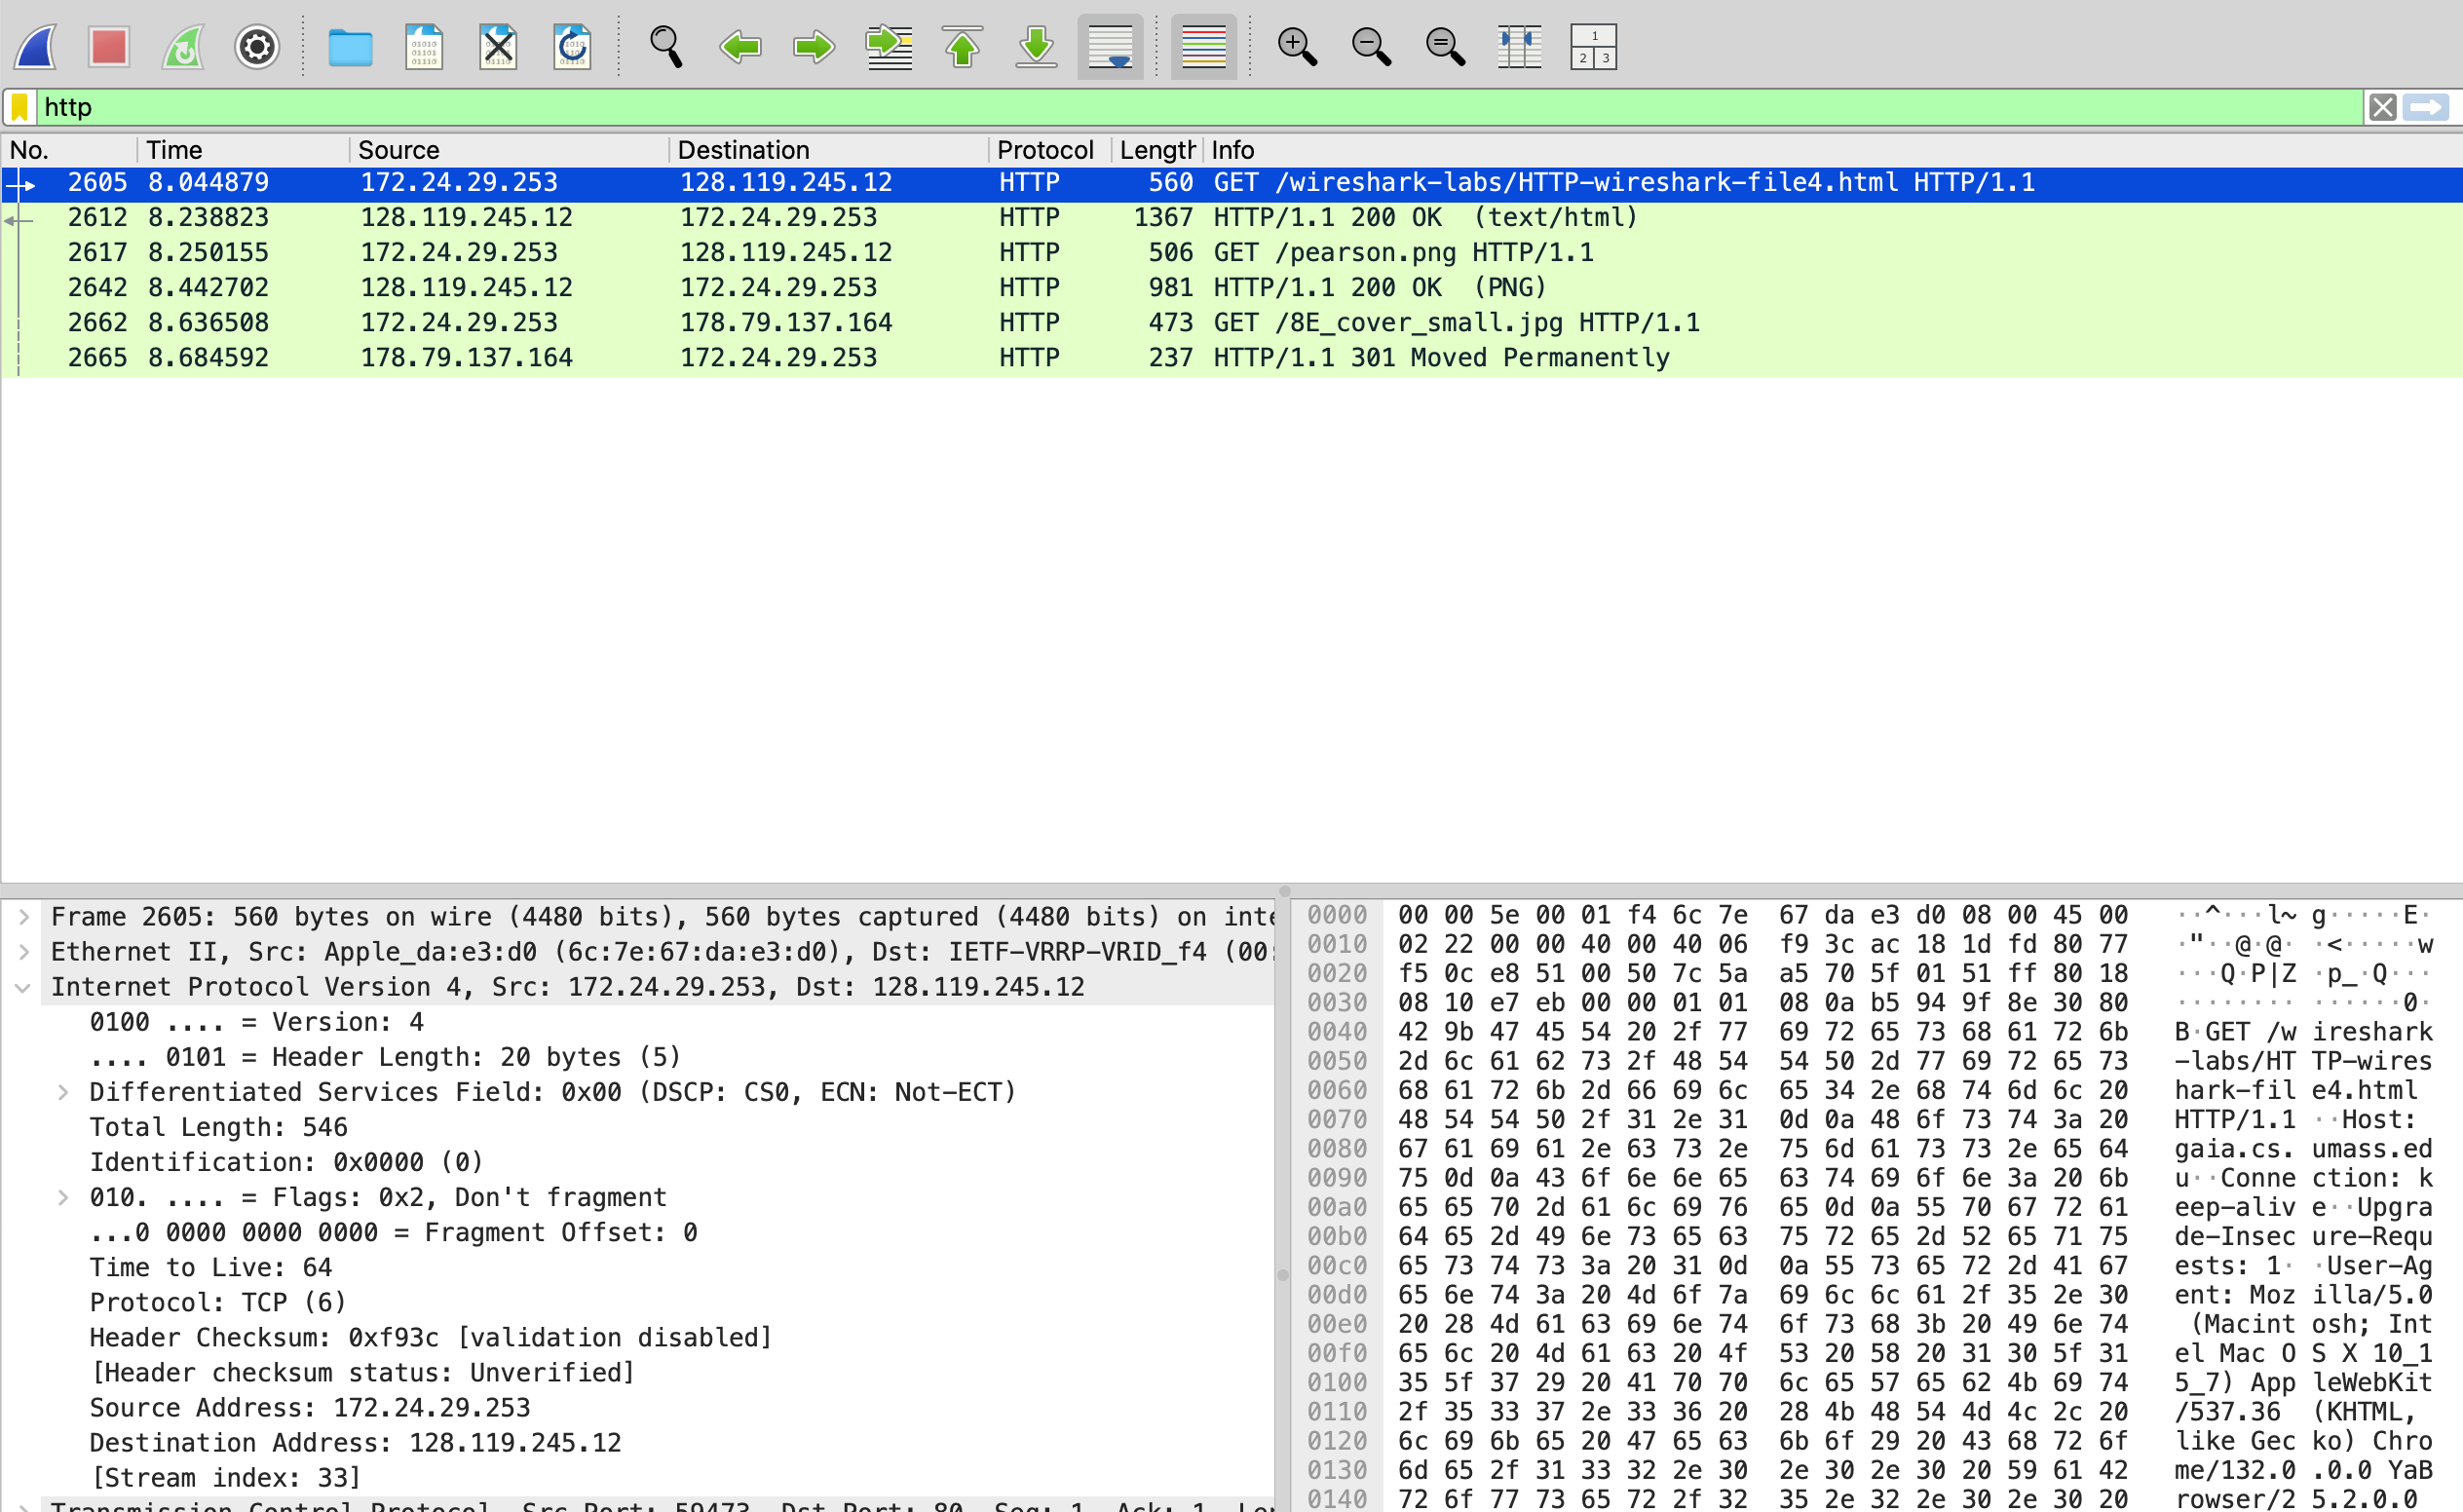 http
No. Time Source Destination Protocol Length Info
2605 8.044879 172.24.29.253 128.119.245.12 HTTP 560 GET /wireshark-labs/HTTP-wireshark-file4.html HTTP/1.1
2612 8.238823 128.119.245.12 172.24.29.253 HTTP 1367 HTTP/1.1 200 OK (text/html)
2617 8.250155 172.24.29.253 128.119.245.12 HTTP 506 GET /pearson.png HTTP/1.1
2642 8.442702 128.119.245.12 172.24.29.253 HTTP 981 HTTP/1.1 200 OK (PNG)
2662 8.636508 172.24.29.253 178.79.137.164 HTTP 473 GET /8E_cover_small.jpg HTTP/1.1
2665 8.684592 178.79.137.164 172.24.29.253 HTTP 237 HTTP/1.1 301 Moved Permanently
Frame 2605: 560 bytes on wire (4480 bits), 560 bytes captured (4480 bits) on inte
Ethernet II, Src: Apple_da:e3:d0 (6c:7e:67:da:e3:d0), Dst: IETF-VRRP-VRID_f4 (00:
Internet Protocol Version 4, Src: 172.24.29.253, Dst: 128.119.245.12
0100 .... = Version: 4
.... 0101 = Header Length: 20 bytes (5)
Differentiated Services Field: 0x00 (DSCP: CS0, ECN: Not-ECT)
Total Length: 546
Identification: 0x0000 (0)
010. .... = Flags: 0x2, Don't fragment
...0 0000 0000 0000 = Fragment Offset: 0
Time to Live: 64
Protocol: TCP (6)
Header Checksum: 0xf93c [validation disabled]
[Header checksum status: Unverified]
Source Address: 172.24.29.253
Destination Address: 128.119.245.12
[Stream index: 33]
Transmission Control Protocol, Src Port: 59473, Dst Port: 80, Seq: 1, Ack: 1, Len
0000 00 00 5e 00 01 f4 6c 7e 67 da e3 d0 08 00 45 00 ··^···l~ g·····E·
0010 02 22 00 00 40 00 40 06 f9 3c ac 18 1d fd 80 77 ·"··@·@· ·<·····w
0020 f5 0c e8 51 00 50 7c 5a a5 70 5f 01 51 ff 80 18 ···Q·P|Z ·p_·Q···
0030 08 10 e7 eb 00 00 01 01 08 0a b5 94 9f 8e 30 80 ········ ······0·
0040 42 9b 47 45 54 20 2f 77 69 72 65 73 68 61 72 6b B·GET /w ireshark
0050 2d 6c 61 62 73 2f 48 54 54 50 2d 77 69 72 65 73 -labs/HT TP-wires
0060 68 61 72 6b 2d 66 69 6c 65 34 2e 68 74 6d 6c 20 hark-fil e4.html
0070 48 54 54 50 2f 31 2e 31 0d 0a 48 6f 73 74 3a 20 HTTP/1.1 ··Host:
0080 67 61 69 61 2e 63 73 2e 75 6d 61 73 73 2e 65 64 gaia.cs. umass.ed
0090 75 0d 0a 43 6f 6e 6e 65 63 74 69 6f 6e 3a 20 6b u··Conne ction: k
00a0 65 65 70 2d 61 6c 69 76 65 0d 0a 55 70 67 72 61 eep-aliv e··Upgra
00b0 64 65 2d 49 6e 73 65 63 75 72 65 2d 52 65 71 75 de-Insec ure-Requ
00c0 65 73 74 73 3a 20 31 0d 0a 55 73 65 72 2d 41 67 ests: 1· ·User-Ag
00d0 65 6e 74 3a 20 4d 6f 7a 69 6c 6c 61 2f 35 2e 30 ent: Moz illa/5.0
00e0 20 28 4d 61 63 69 6e 74 6f 73 68 3b 20 49 6e 74 (Macint osh; Int
00f0 65 6c 20 4d 61 63 20 4f 53 20 58 20 31 30 5f 31 el Mac O S X 10_1
0100 35 5f 37 29 20 41 70 70 6c 65 57 65 62 4b 69 74 5_7) App leWebKit
0110 2f 35 33 37 2e 33 36 20 28 4b 48 54 4d 4c 2c 20 /537.36 (KHTML,
0120 6c 69 6b 65 20 47 65 63 6b 6f 29 20 43 68 72 6f like Gec ko) Chro
0130 6d 65 2f 31 33 32 2e 30 2e 30 2e 30 20 59 61 42 me/132.0 .0.0 YaB
0140 72 6f 77 73 65 72 2f 32 35 2e 32 2e 30 2e 30 20 rowser/2 5.2.0.0